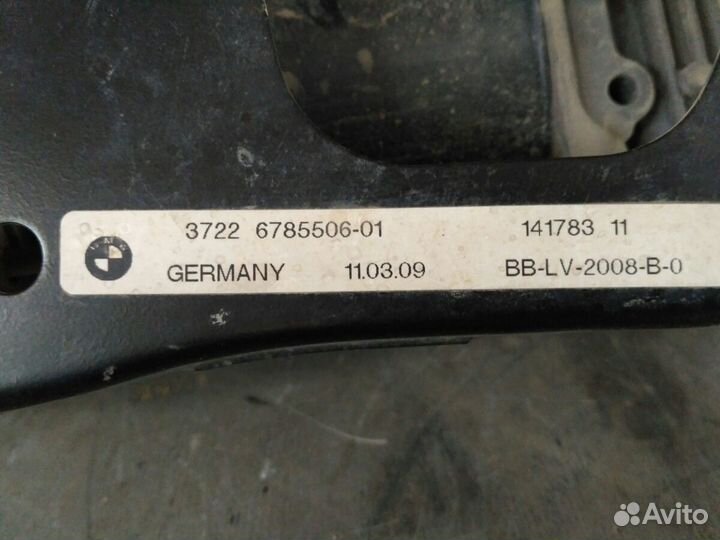 3722 6785506-01 141783 11
GERMANY 11.03.09 BB-LV-2008-B-0
Avito